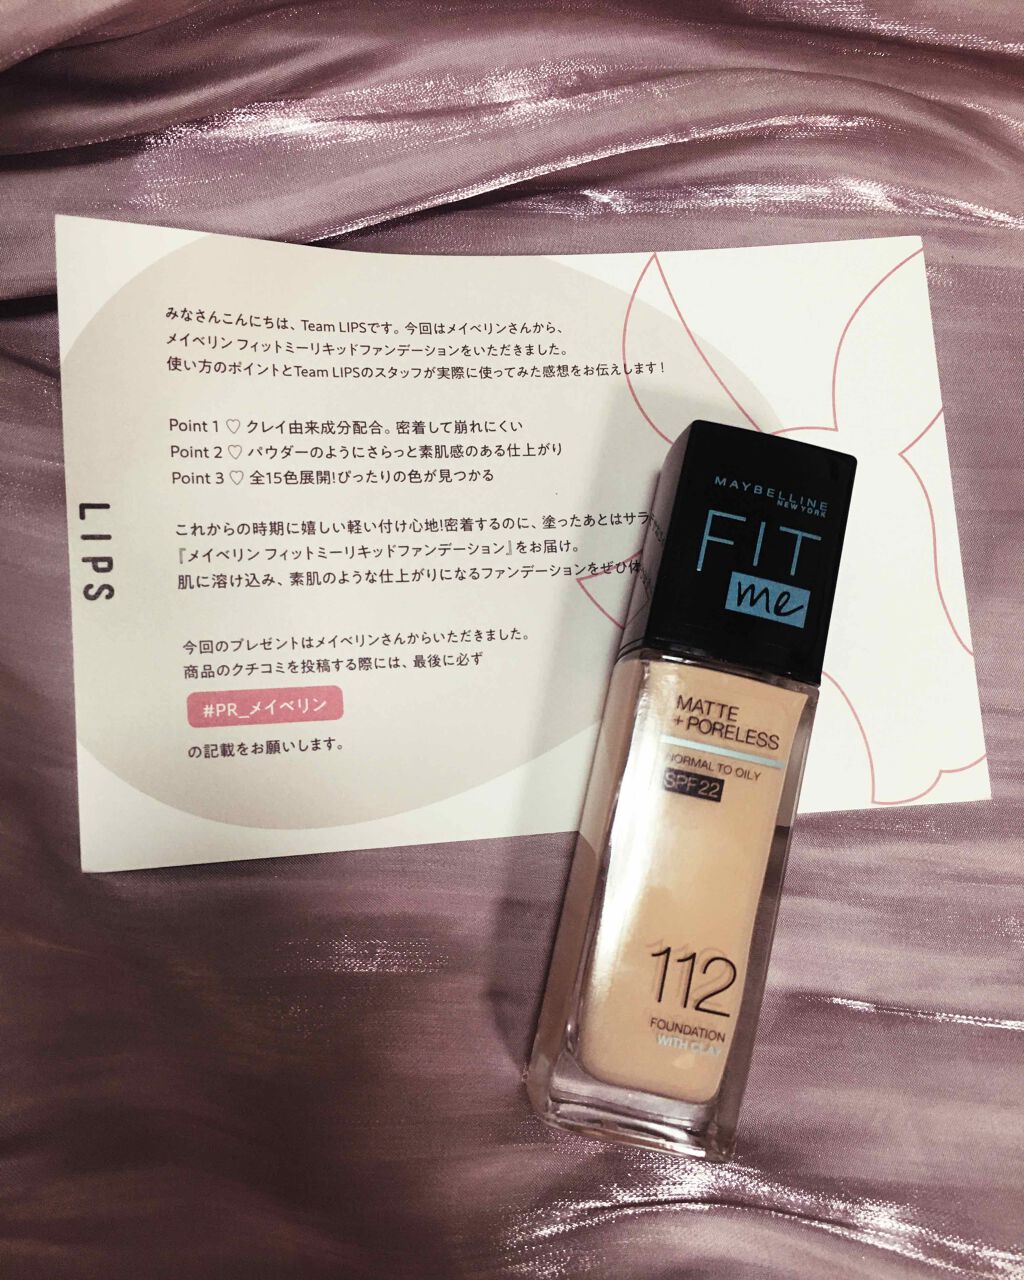 みなさんこんにちは、Team LIPSです。今回はメイベリンさんから、
メイベリン フィットミーリキッドファンデーションをいただきました。
使い方のポイントとTeam LIPSのスタッフが実際に使ってみた感想をお伝えします！
Point 1 ♡ クレイ由来成分配合。密着して崩れにくい
Point 2 ♡ パウダーのようにさらっと素肌感のある仕上がり
Point 3 ♡ 全15色展開!ぴったりの色が見つかる
これからの時期に嬉しい軽い付け心地!密着するのに、塗ったあとはサラ
『メイベリン フィットミーリキッドファンデーション』をお届け。
肌に溶け込み、素肌のような仕上がりになるファンデーションをぜひ体
今回のプレゼントはメイベリンさんからいただきました。
商品のクチコミを投稿する際には、最後に必ず
#PR_メイベリン
の記載をお願いします。
LIPS
MAYBELLINE
NEW YORK
FIT
me
MATTE
+ PORELESS
NORMAL TO OILY
SPF 22
112
FOUNDATION
WITH CLAY